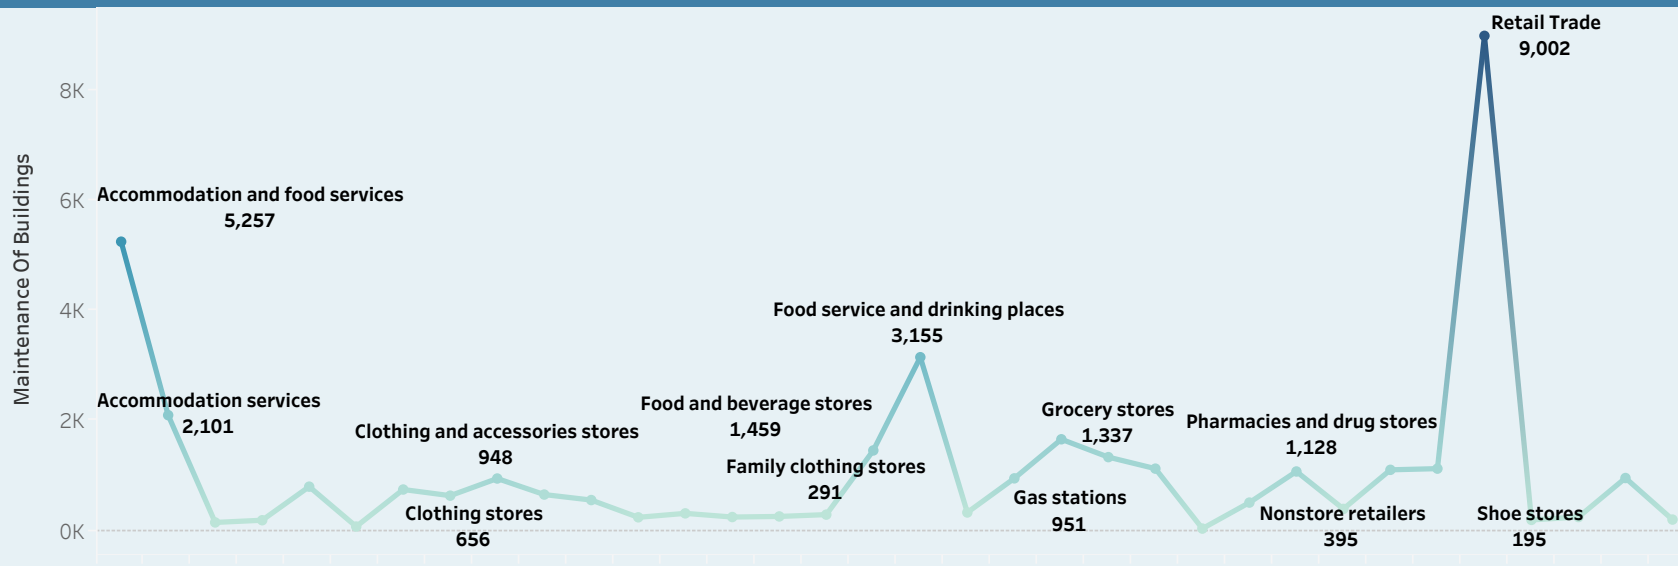 Maintenance Of Buildings
8K
6K
4K
2K
0K
Accommodation and food services
5,257
Accommodation services
2,101
Clothing and accessories stores
948
Clothing stores
656
Food and beverage stores
1,459
Family clothing stores
291
Food service and drinking places
3,155
Gas stations
951
Grocery stores
1,337
Pharmacies and drug stores
1,128
Nonstore retailers
395
Retail Trade
9,002
Shoe stores
195